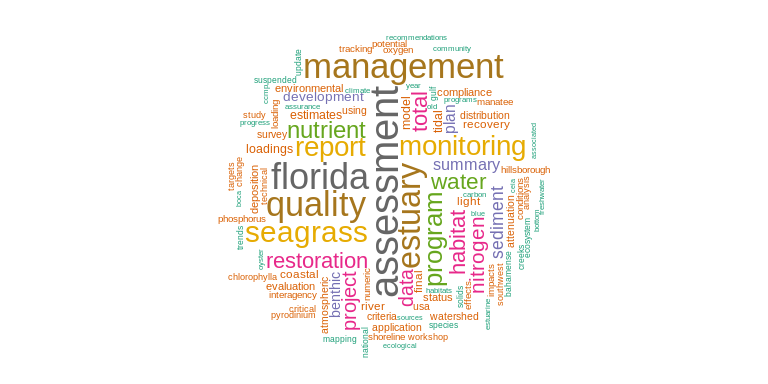 recommendations
potential
tracking
oxygen
community
update
management
suspended
environmental
climate
year
ccmp
development
assurance
gulf
compliance
programs
manatee
loading
estimates
using
model
total
old
tidal
plan
distribution
study
progress
nutrient
recovery
survey
report
assessment
monitoring
associated
loadings
summary
hillsborough
targets
change
florida
water
technical
deposition
boca
quality
estuary
carbon
light
ceia
conditions
analysis
freshwater
phosphorus
seagrass
program
habitat
blue
sediment
attenuation
bottom
trends
nitrogen
creeks
ecosystem
oyster
restoration
data
final
numeric
impacts
southwest
bahamense
chlorophylla
coastal
evaluation
benthic
project
habitats
status
solids
effects
interagency
river
usa
critical
pyrodinium
atmospheric
criteria
sources
watershed
species
estuarine
application
mapping
national
shoreline
workshop
ecological